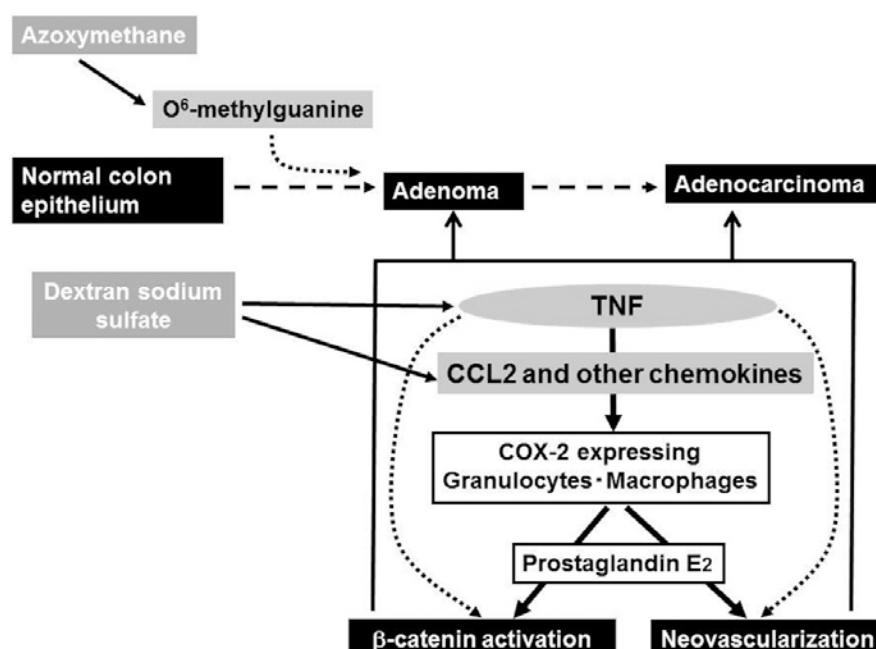 Azoxymethane
O⁶-methylguanine
Normal colon
epithelium
Adenoma
Adenocarcinoma
Dextran sodium
sulfate
TNF
CCL2 and other chemokines
COX-2 expressing
Granulocytes・Macrophages
Prostaglandin E₂
β-catenin activation
Neovascularization